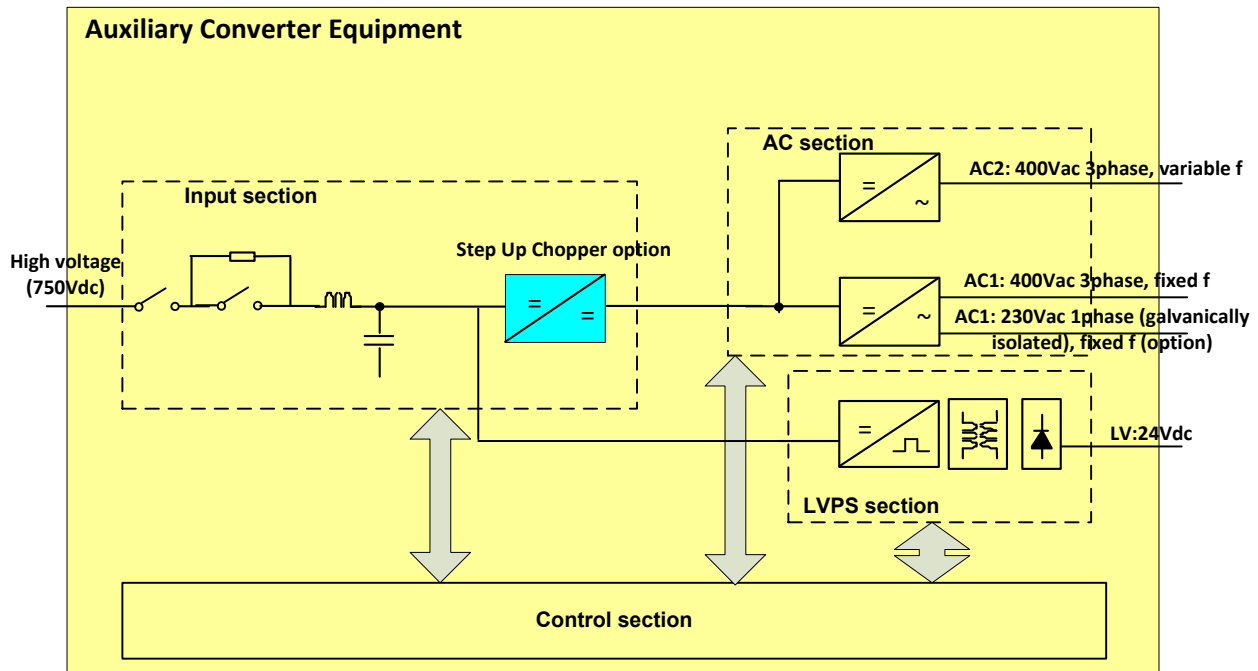 Auxiliary Converter Equipment
AC section
AC2: 400Vac 3phase, variable f
Input section
Step Up Chopper option
High voltage
(750Vdc)
=
=
=
~
=
~
AC1: 400Vac 3phase, fixed f
AC1: 230Vac 1phase (galvanically
isolated), fixed f (option)
=
LV:24Vdc
LVPS section
Control section